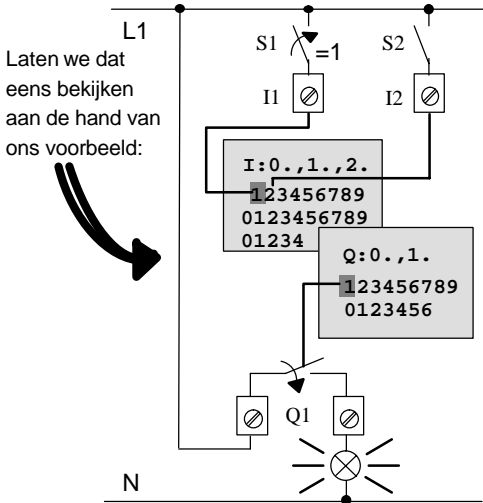 L1
Laten we dat
eens bekijken
aan de hand van
ons voorbeeld:
S1
=1
S2
I1
I2
I:0.,1.,2.
123456789
0123456789
01234
Q:0.,1.
123456789
0123456
Q1
N